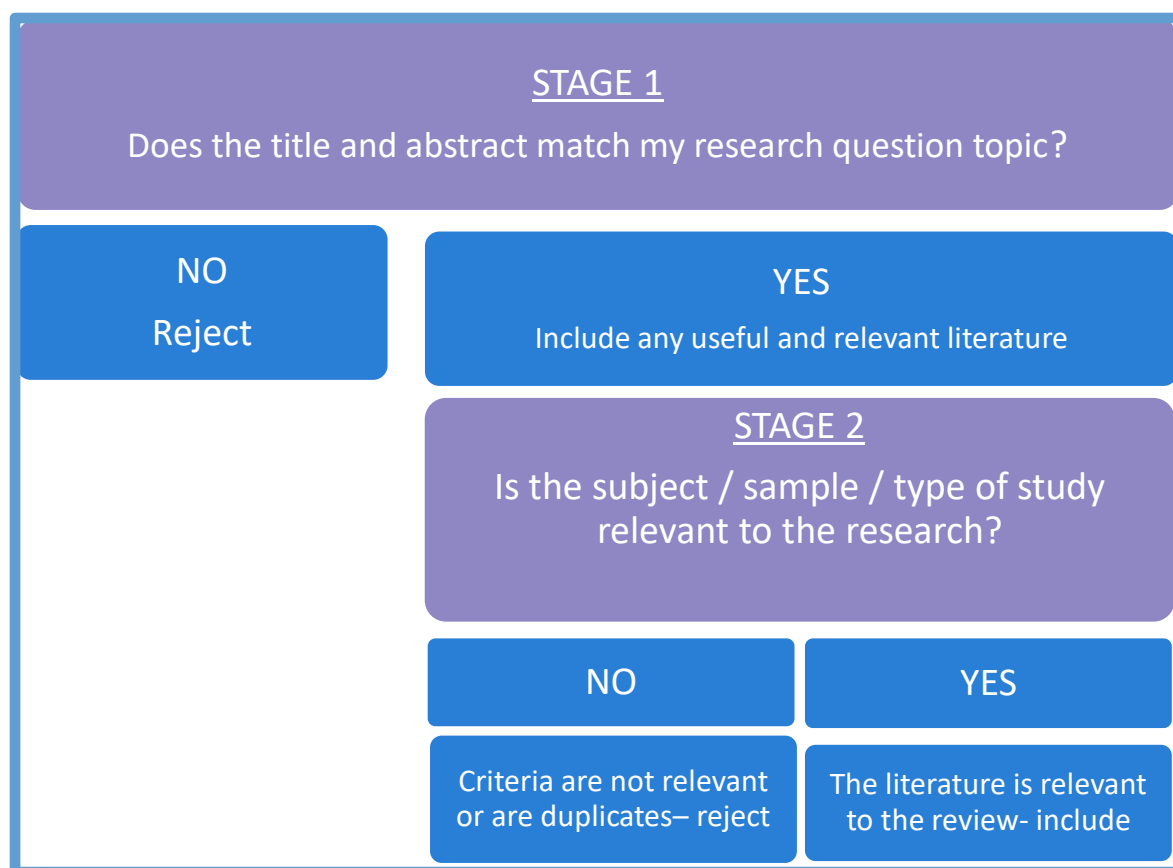 STAGE 1
Does the title and abstract match my research question topic?
NO
Reject
YES
Include any useful and relevant literature
STAGE 2
Is the subject / sample / type of study
relevant to the research?
NO
YES
Criteria are not relevant
or are duplicates– reject
The literature is relevant
to the review- include